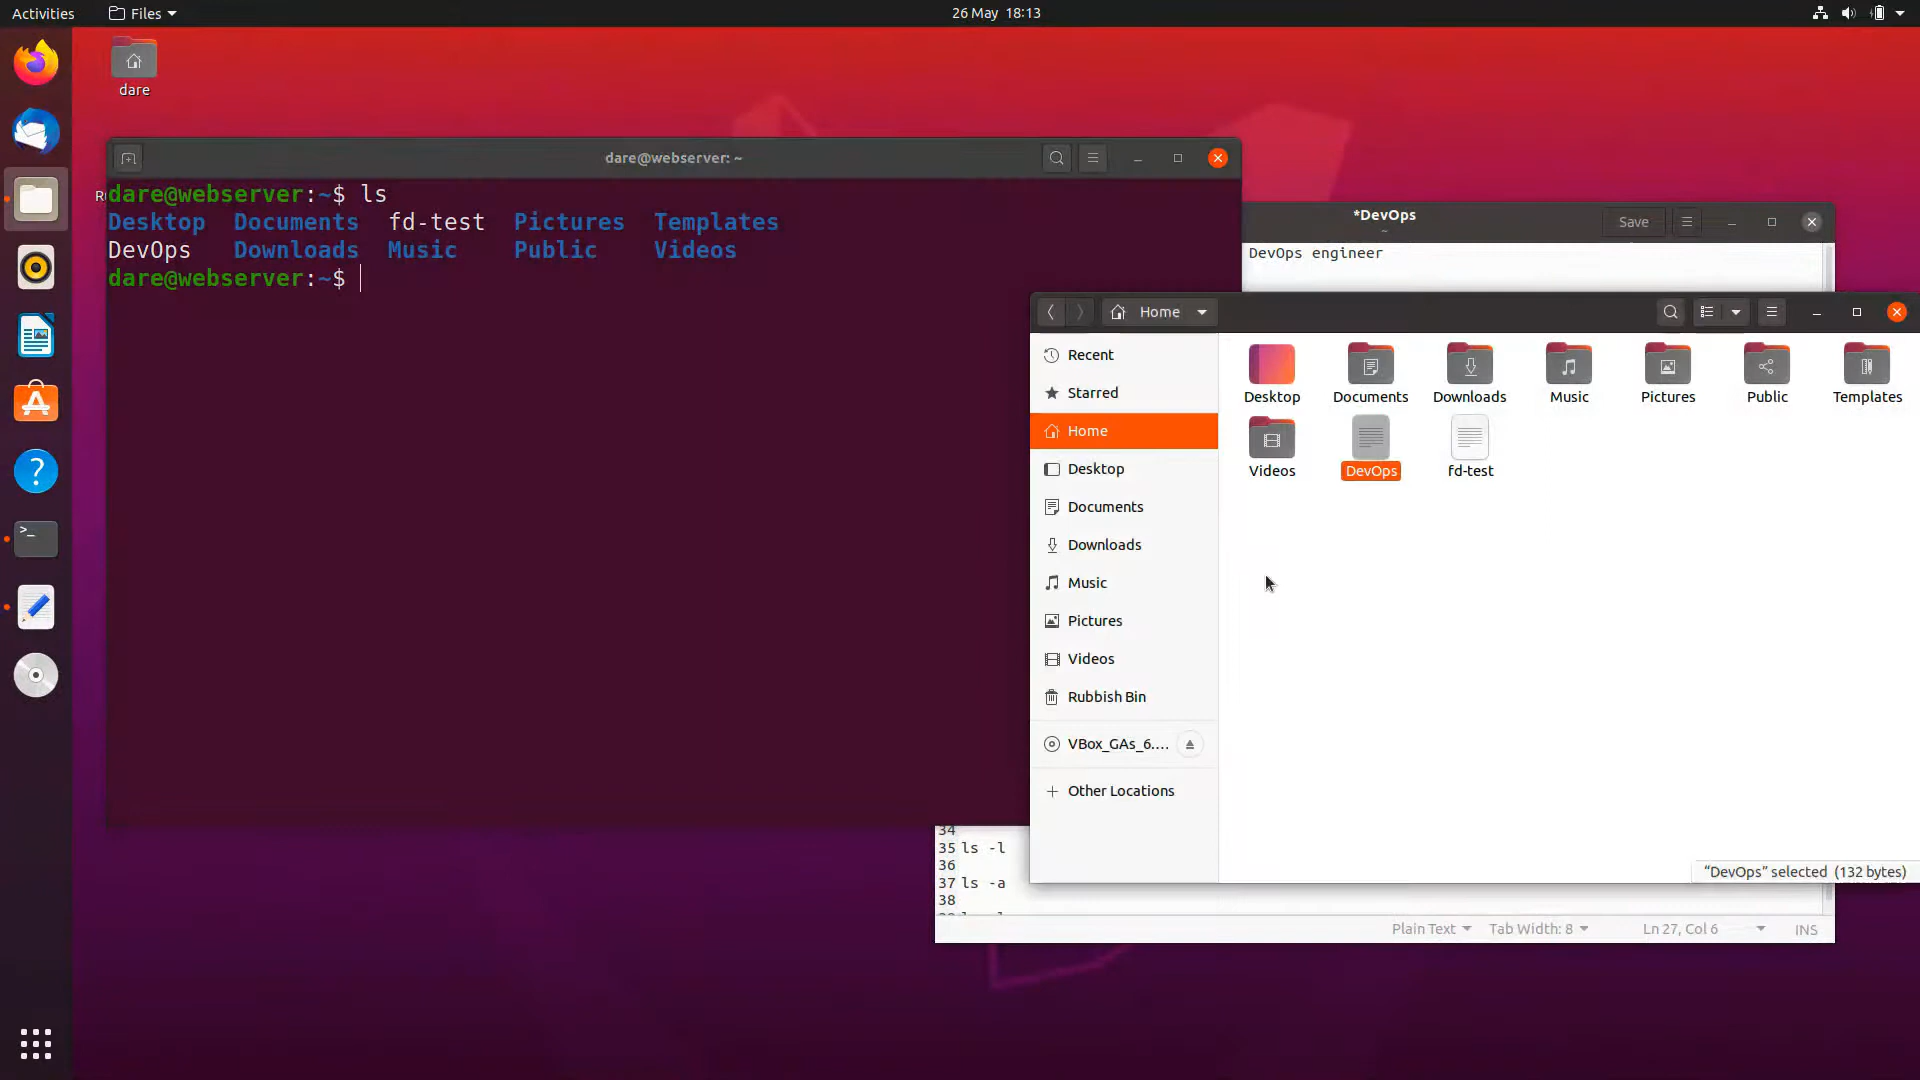 Activities
Files
26 May 18:13
dare
dare@webserver: ~
dare@webserver:~$ ls
Desktop Documents fd-test Pictures Templates
DevOps Downloads Music Public Videos
dare@webserver:~$
*DevOps
~
Save
DevOps engineer
Home
Recent
Starred
Home
Desktop
Documents
Downloads
Music
Pictures
Videos
Rubbish Bin
VBox_GAs_6....
Other Locations
Desktop
Documents
Downloads
Music
Pictures
Public
Templates
Videos
DevOps
fd-test
"DevOps" selected (132 bytes)
34
35 ls -l
36
37 ls -a
38
Plain Text
Tab Width: 8
Ln 27, Col 6
INS